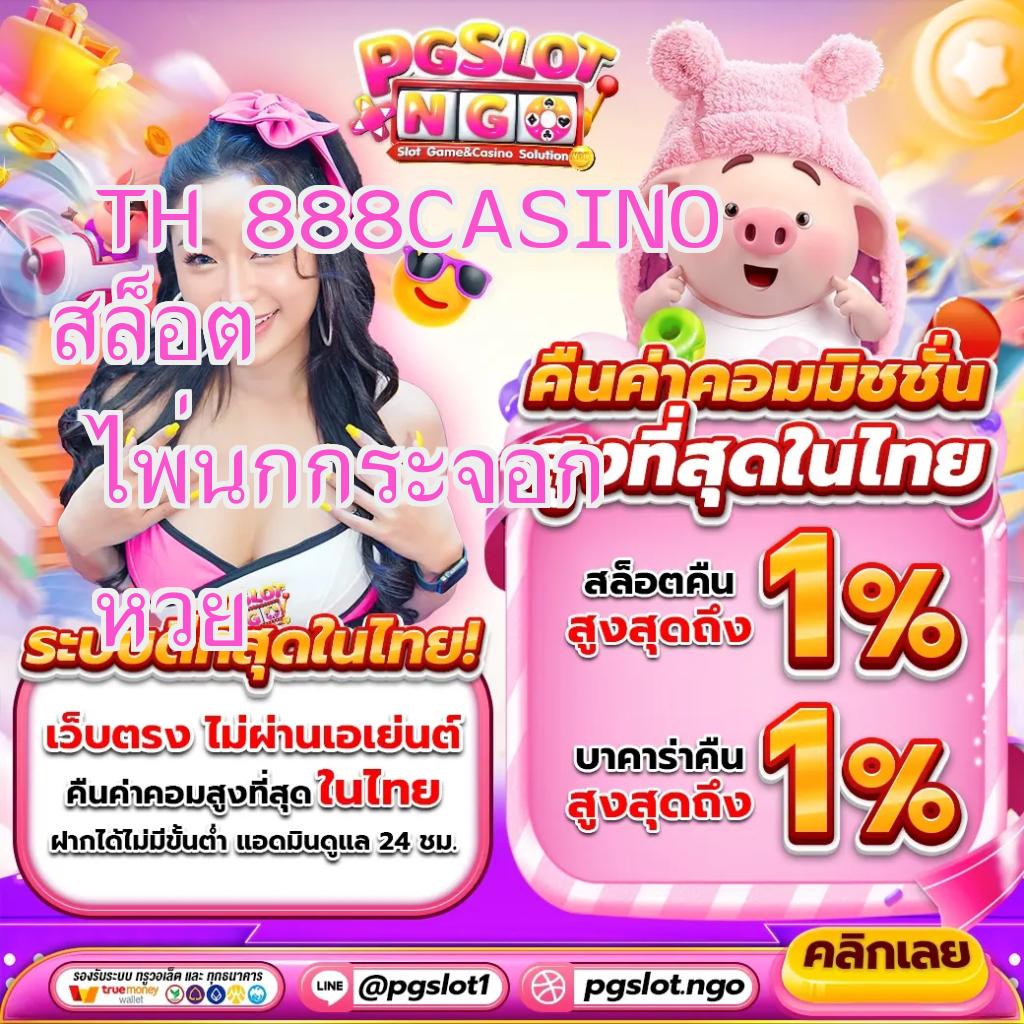 PGSLOT
NGO
Slot Game&Casino Solution
TH 888CASINO
สล็อต
ไพ่นกกระจอก
หวย
คืนค่าคอมมิชชั่น
สูงที่สุดในไทย
สล็อตคืน
สูงสุดถึง
1%
บาคาร่าคืน
สูงสุดถึง
1%
ระบบดีที่สุดในไทย!
เว็บตรง ไม่ผ่านเอเย่นต์
คืนค่าคอมสูงที่สุด ในไทย
ฝากได้ไม่มีขั้นต่ำ แอดมินดูแล 24 ชม.
คลิกเลย
รองรับระบบ ทรูวอเล็ต และ ทุกธนาคาร
truemoney
wallet
LINE @pgslot1
pgslot.ngo